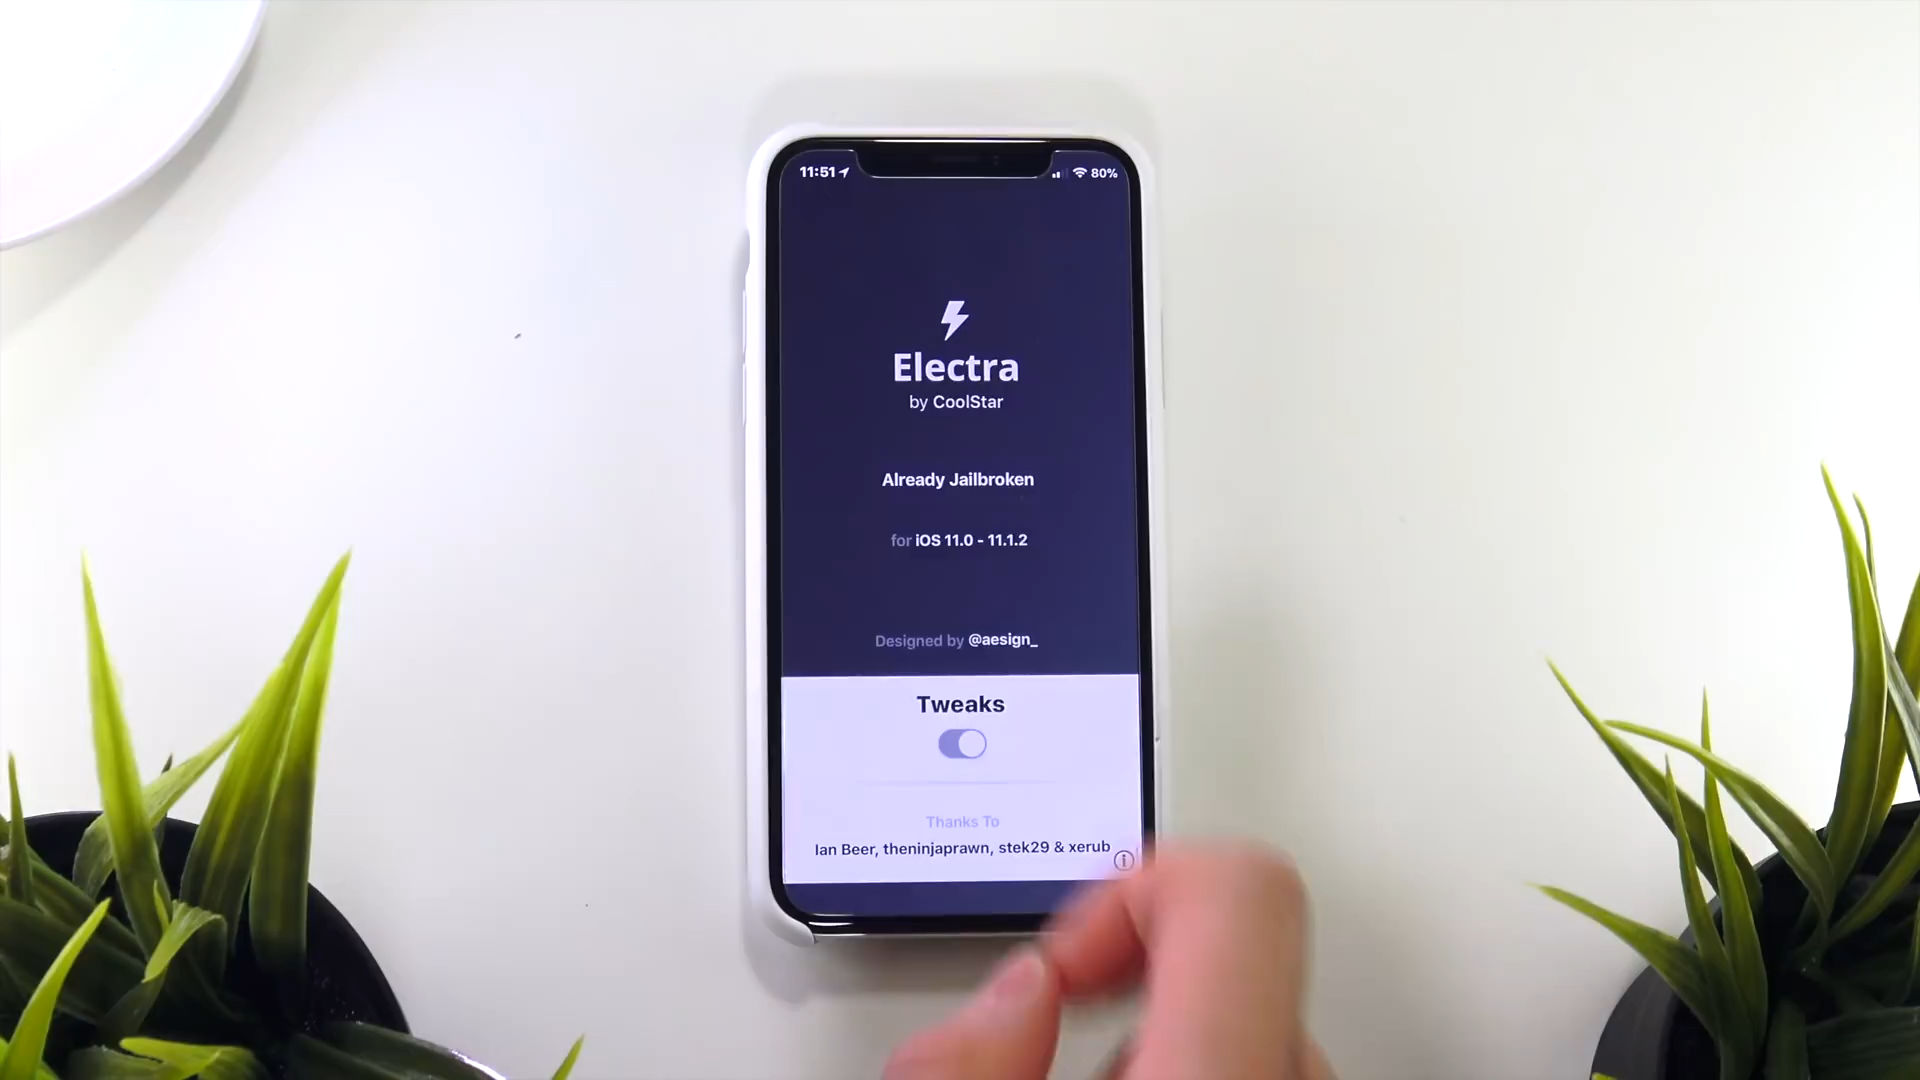 11:51 80%
Electra
by CoolStar
Already Jailbroken
for iOS 11.0 - 11.1.2
Designed by @aesign_
Tweaks
Thanks To
Ian Beer, theninjaprawn, stek29 & xerub